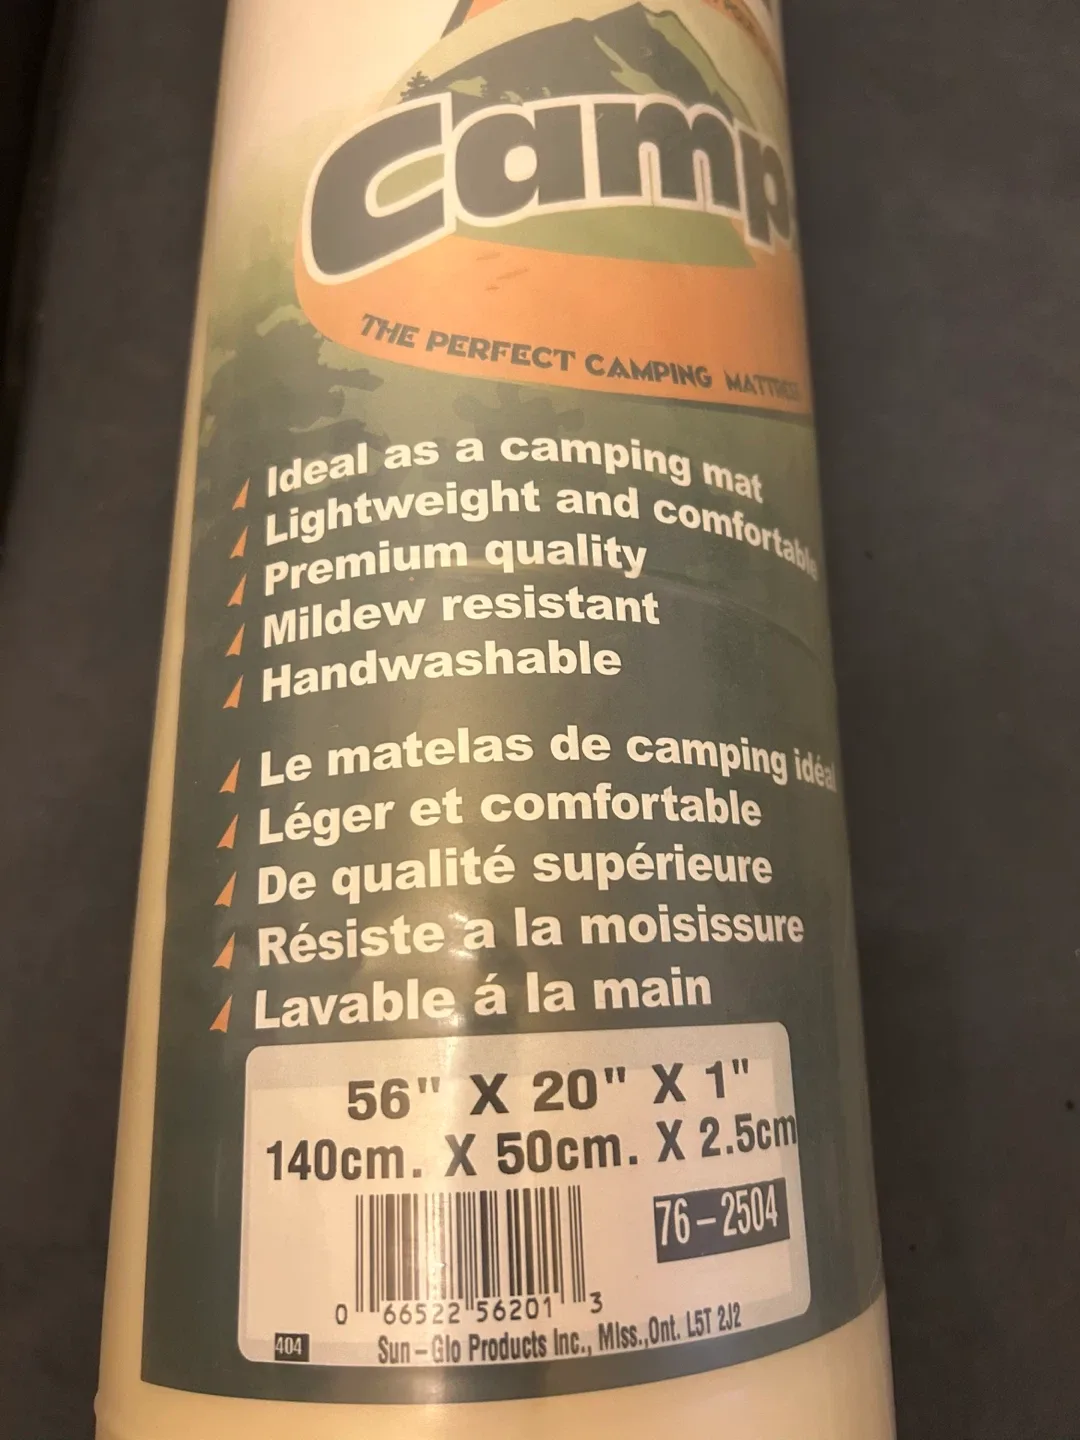 Camp
THE PERFECT CAMPING MATTRESS
Ideal as a camping mat
Lightweight and comfortable
Premium quality
Mildew resistant
Handwashable
Le matelas de camping idéal
Léger et comfortable
De qualité supérieure
Résiste a la moisissure
Lavable á la main
56" X 20" X 1"
140cm. X 50cm. X 2.5cm
76-2504
0 66522 56201 3
404
Sun-Glo Products Inc., Miss.,Ont. L5T 2J2